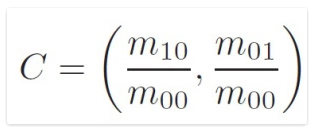 C = ( m₁₀ / m₀₀ , m₀₁ / m₀₀ )